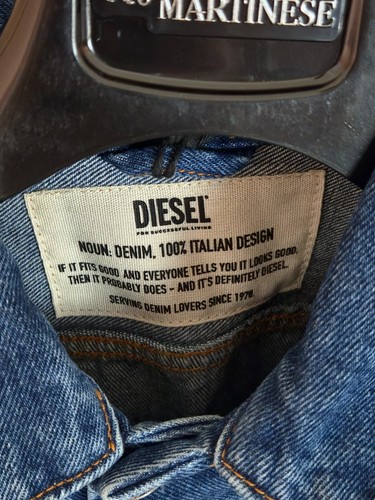 MARTINESE
DIESEL
FOR SUCCESSFUL LIVING
NOUN: DENIM, 100% ITALIAN DESIGN
IF IT FITS GOOD AND EVERYONE TELLS YOU IT LOOKS GOOD,
THEN IT PROBABLY DOES – AND IT'S DEFINITELY DIESEL.
SERVING DENIM LOVERS SINCE 1978.